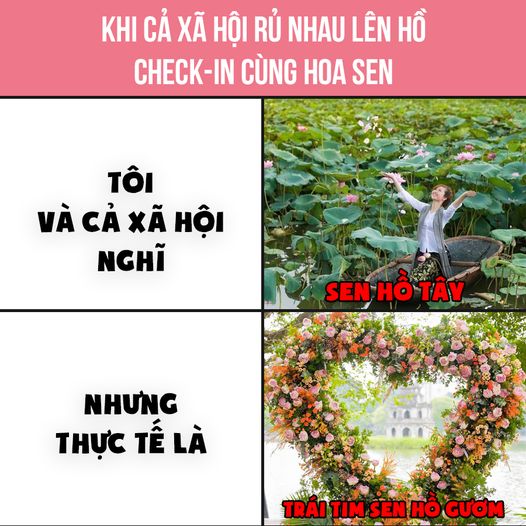 KHI CẢ XÃ HỘI RỦ NHAU LÊN HỒ
CHECK-IN CÙNG HOA SEN
TÔI
VÀ CẢ XÃ HỘI
NGHĨ
SEN HỒ TÂY
NHƯNG
THỰC TẾ LÀ
TRÁI TIM SEN HỒ GƯƠM